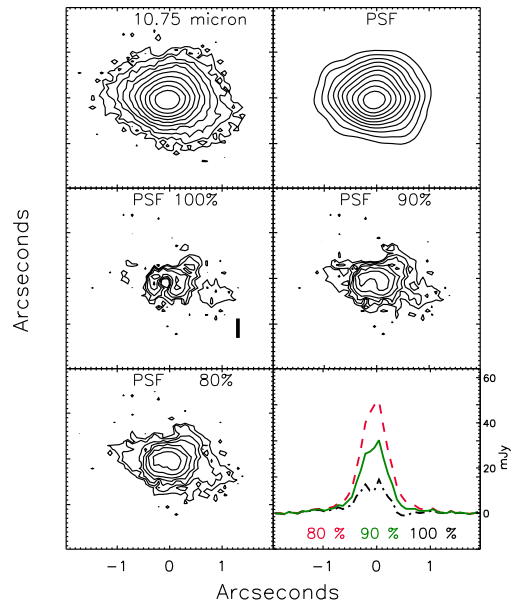 10.75 micron
PSF
PSF 100%
PSF 90%
PSF 80%
60
40
20
0
mJy
80 % 90 % 100 %
−1 0 1
−1 0 1
Arcseconds
Arcseconds